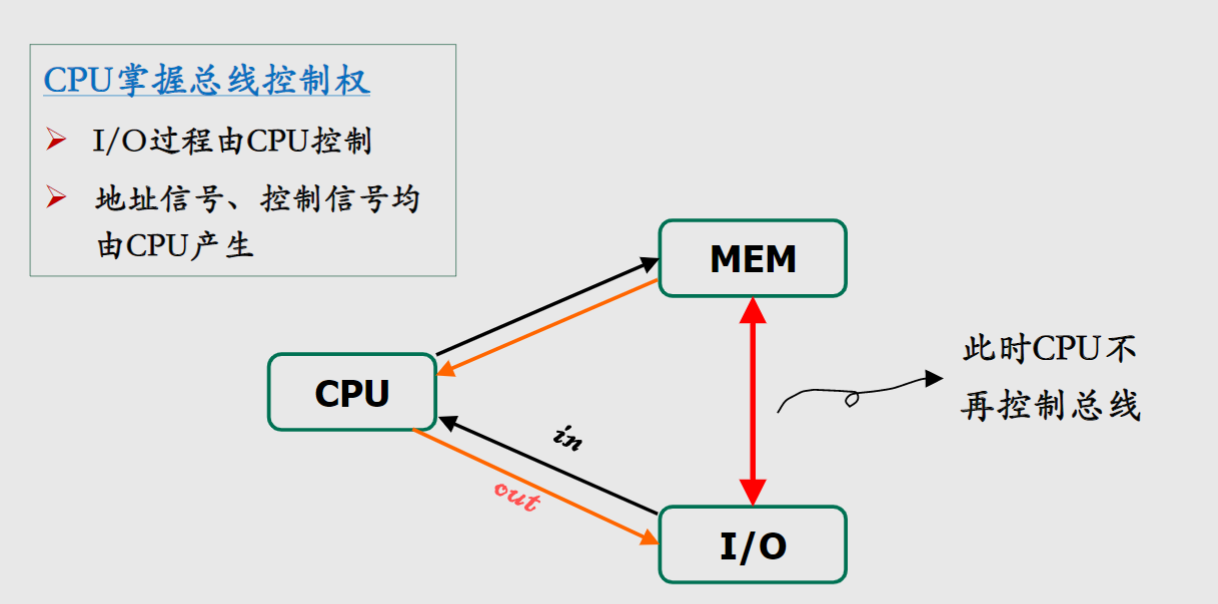 CPU掌握总线控制权
I/O过程由CPU控制
地址信号、控制信号均
由CPU产生
MEM
此时CPU不
再控制总线
CPU
in
out
I/O